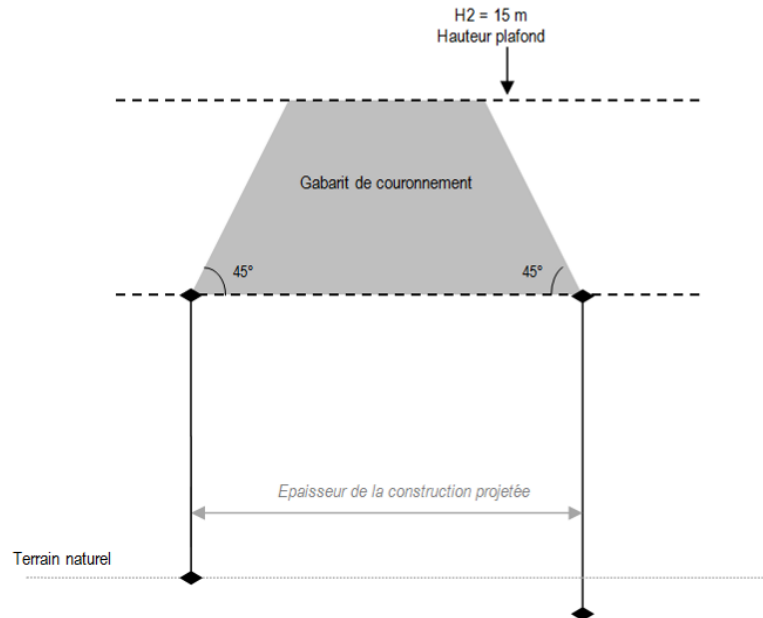 H2 = 15 m
Hauteur plafond
Gabarit de couronnement
45°
45°
Epaisseur de la construction projetée
Terrain naturel